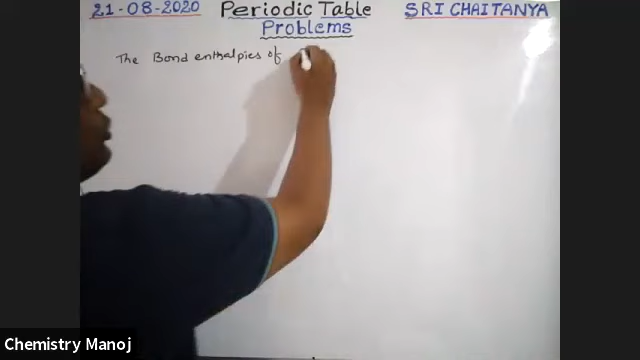 21-08-2020 Periodic Table SRI CHAITANYA
Problems
The Bond enthalpies of
Chemistry Manoj